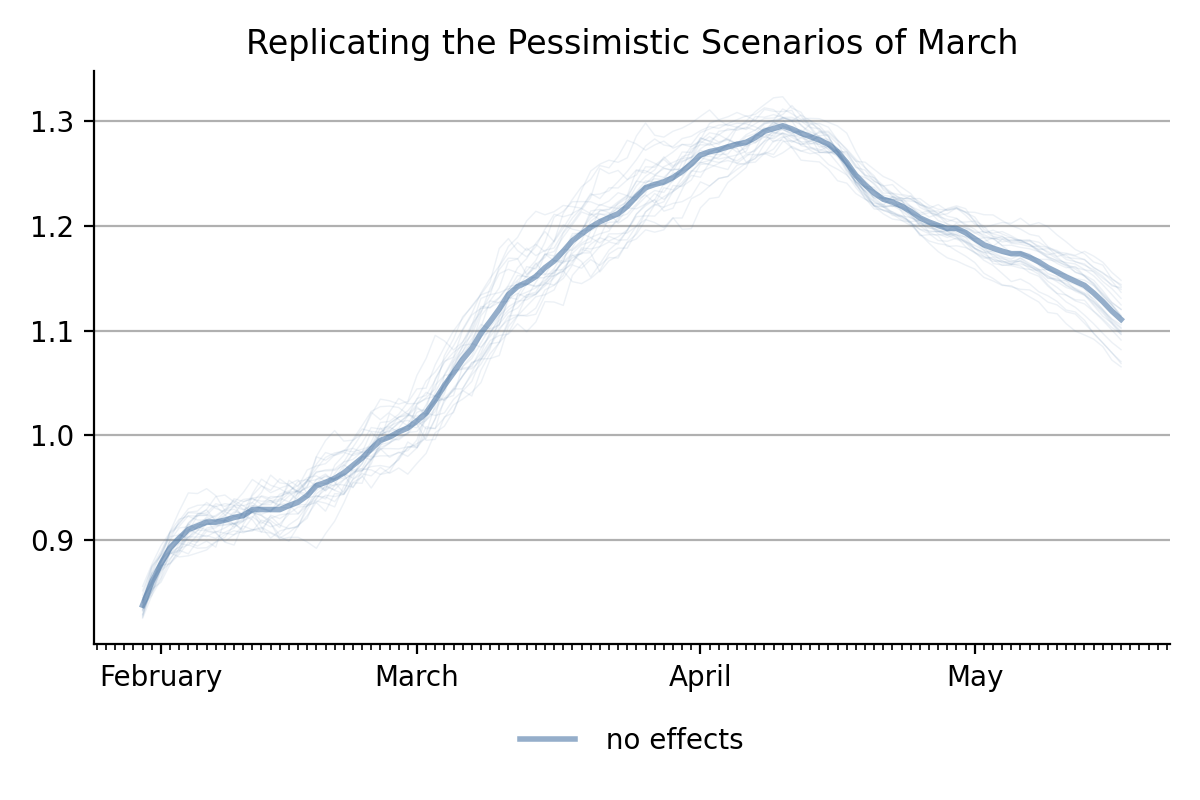 Replicating the Pessimistic Scenarios of March
1.3
1.2
1.1
1.0
0.9
February March April May
no effects